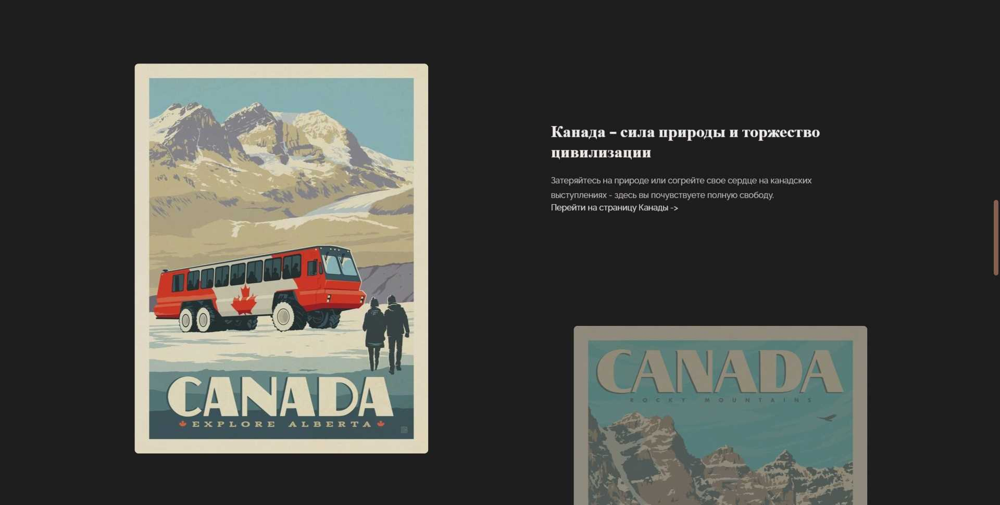 Канада – сила природы и торжество
цивилизации
Затеряйтесь на природе или согрейте свое сердце на канадских
выступлениях - здесь вы почувствуете полную свободу.
Перейти на страницу Канады ->
CANADA
EXPLORE ALBERTA
CANADA
ROCKY MOUNTAINS